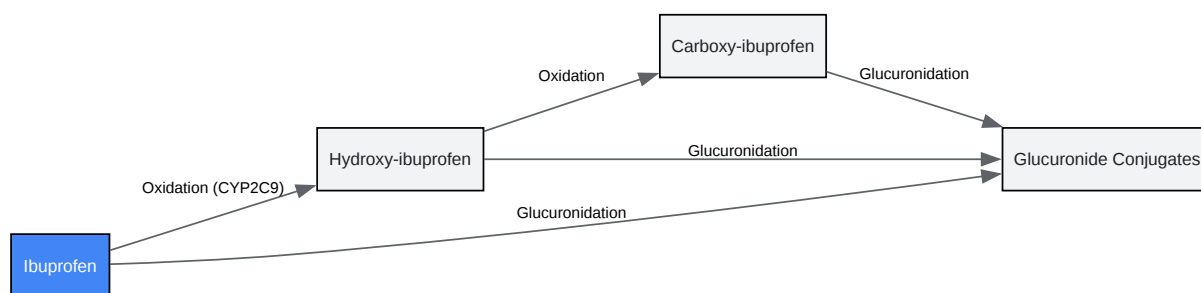 Carboxy-ibuprofen
Oxidation
Glucuronidation
Hydroxy-ibuprofen
Glucuronidation
Glucuronide Conjugates
Oxidation (CYP2C9)
Glucuronidation
Ibuprofen